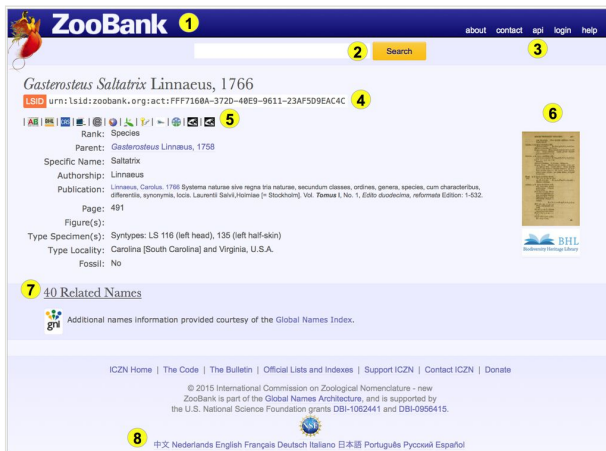 ZooBank 1
about contact api login help
2 Search 3
Gasterosteus Saltatrix Linnaeus, 1766
LSID urn:lsid:zoobank.org:act:FFF7160A-372D-40E9-9611-23AF5D9EAC4C 4
5
6
Rank: Species
Parent: Gasterosteus Linnæus, 1758
Specific Name: Saltatrix
Authorship: Linnaeus
Publication: Linnaeus, Carolus. 1766 Systema naturae sive regna tria naturae, secundum classes, ordines, genera, species, cum characteribus,
differentiis, synonymis, locis. Laurentii Salvii,Holmiae [= Stockholm]. Vol. Tomus I, No. 1, Edito duodecima, reformata Edition: 1-532.
Page: 491
Figure(s):
Type Specimen(s): Syntypes: LS 116 (left head), 135 (left half-skin)
Type Locality: Carolina [South Carolina] and Virginia, U.S.A.
Fossil: No
BHL
Biodiversity Heritage Library
7 40 Related Names
gni Additional names information provided courtesy of the Global Names Index.
ICZN Home | The Code | The Bulletin | Official Lists and Indexes | Support ICZN | Contact ICZN | Donate
© 2015 International Commission on Zoological Nomenclature - new
ZooBank is part of the Global Names Architecture, and is supported by
the U.S. National Science Foundation grants DBI-1062441 and DBI-0956415.
NSF
8 中文 Nederlands English Français Deutsch Italiano 日本語 Português Русский Español